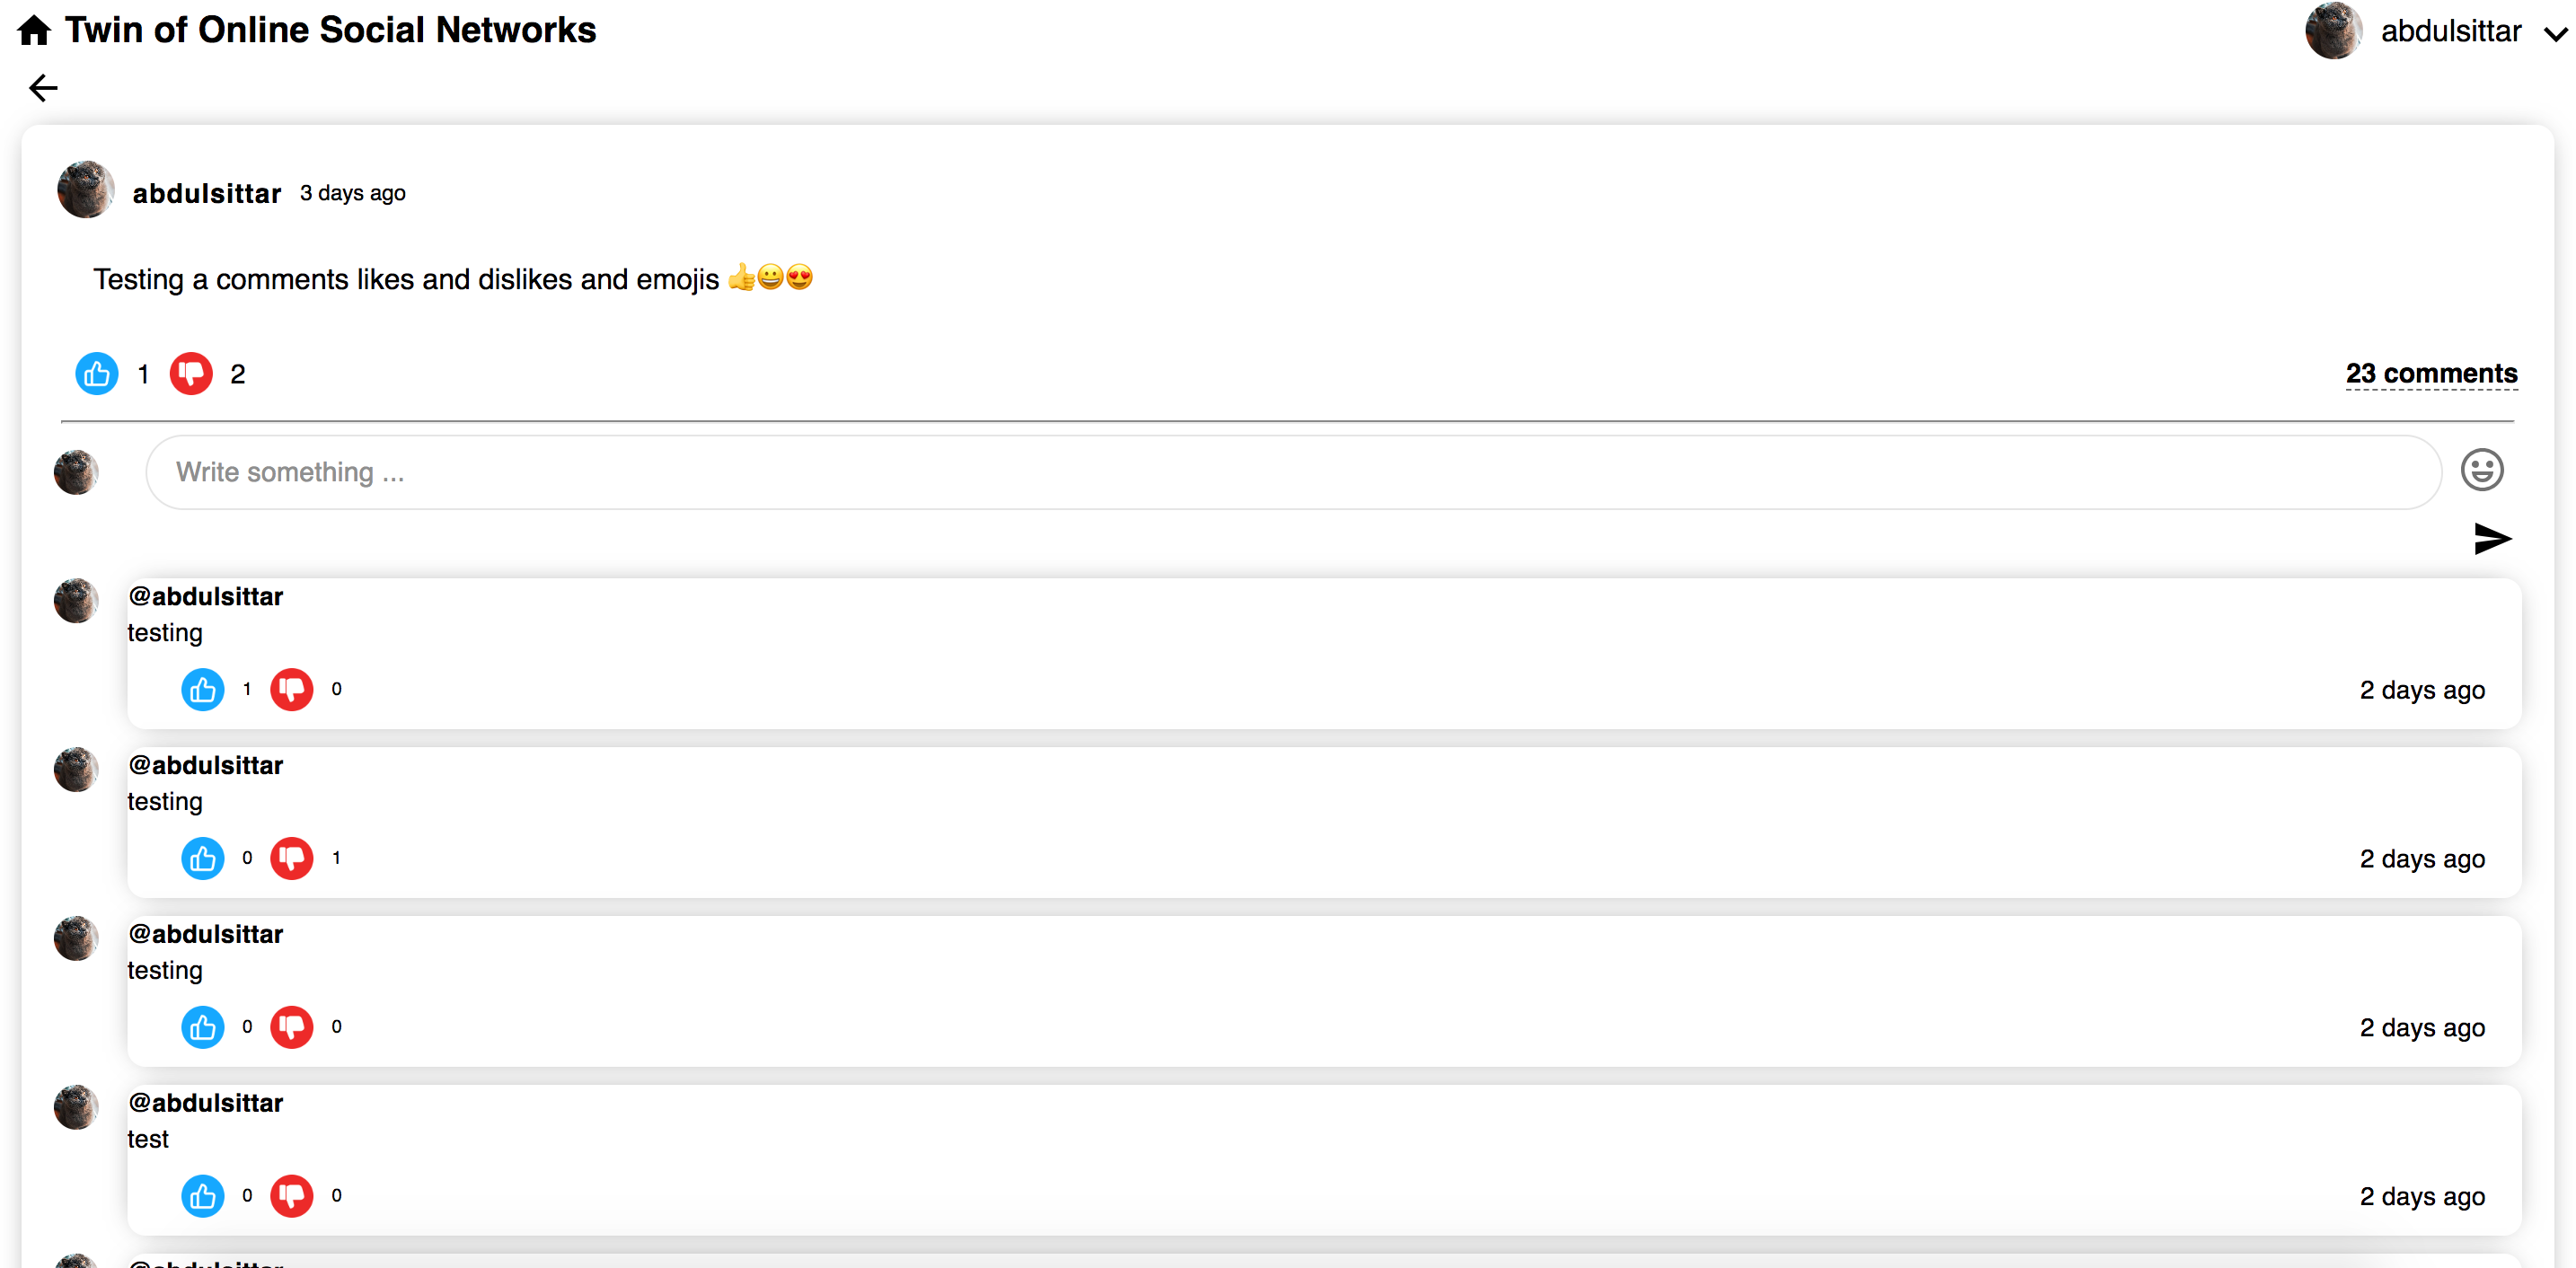 Twin of Online Social Networks
abdulsittar
abdulsittar 3 days ago
Testing a comments likes and dislikes and emojis 👍😀😍
1 2
23 comments
Write something ...
@abdulsittar
testing
1 0
2 days ago
@abdulsittar
testing
0 1
2 days ago
@abdulsittar
testing
0 0
2 days ago
@abdulsittar
test
0 0
2 days ago
@abdulsittar